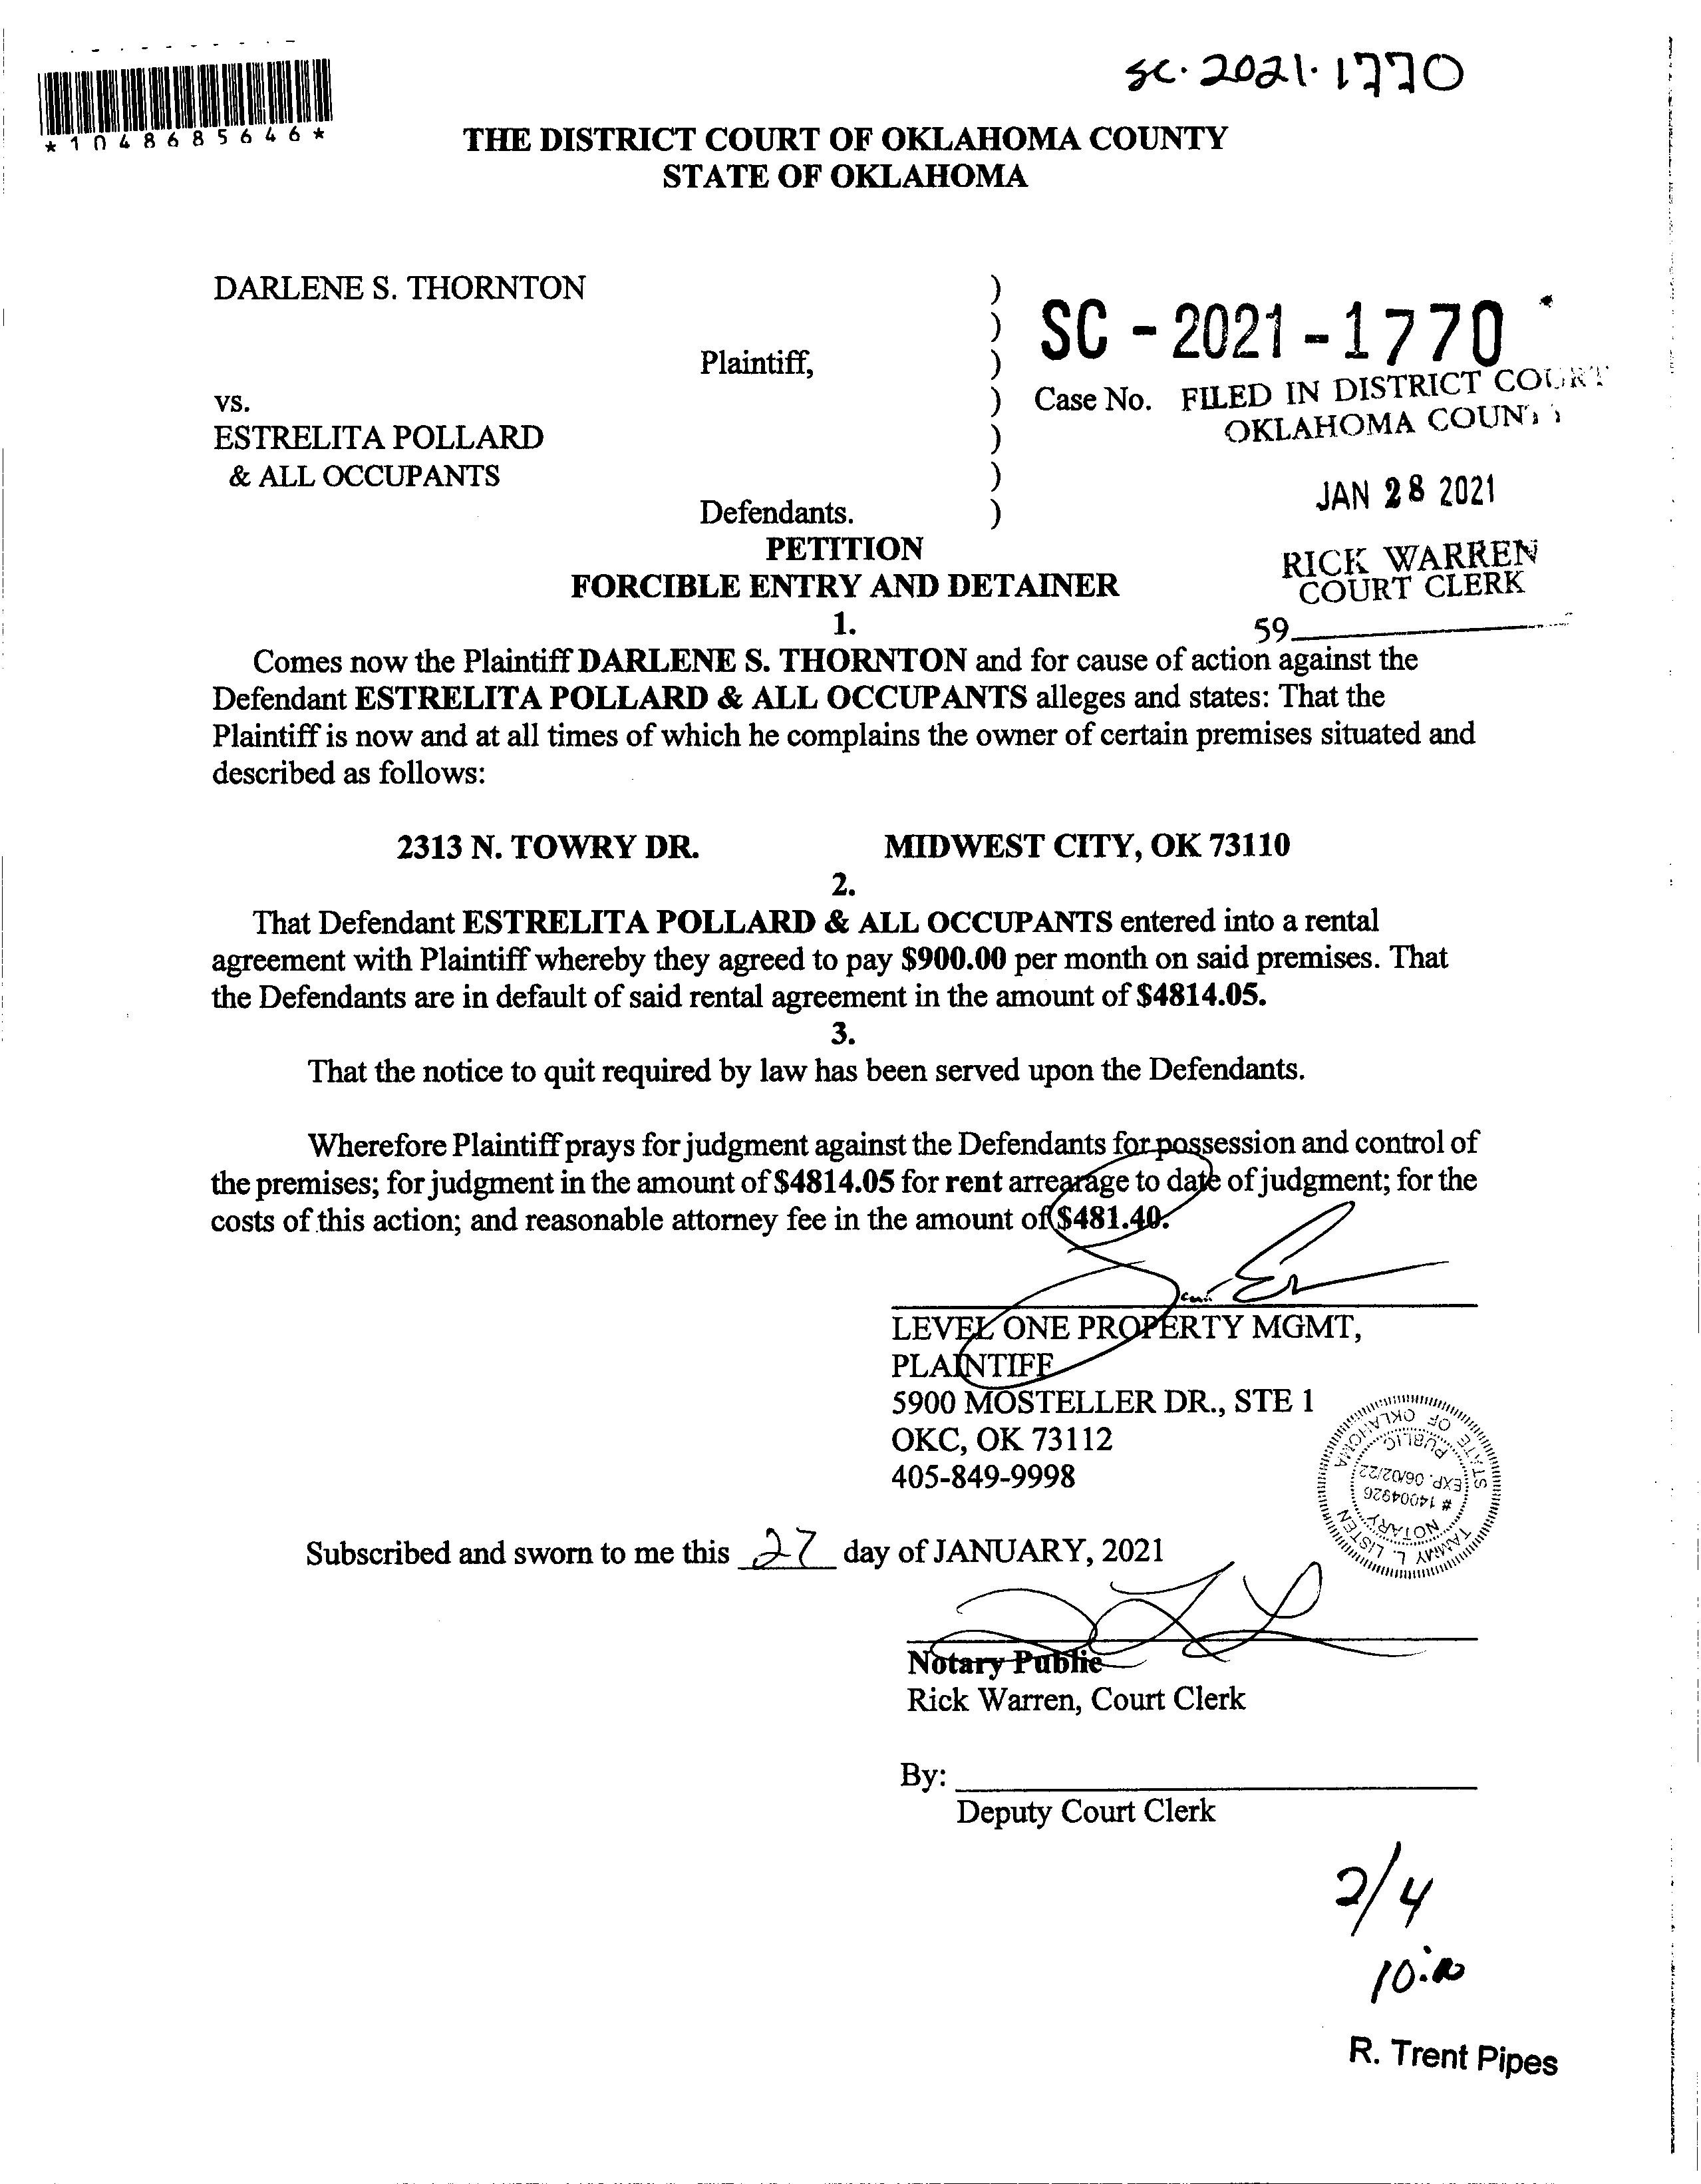 sc. 2021. 1770
*1048685646*
THE DISTRICT COURT OF OKLAHOMA COUNTY
STATE OF OKLAHOMA
DARLENE S. THORNTON )
)
SC - 2021 - 1770
Plaintiff, )
vs. ) Case No. FILED IN DISTRICT COURT
OKLAHOMA COUN
ESTRELITA POLLARD )
& ALL OCCUPANTS )
JAN 28 2021
Defendants. )
PETITION
RICK WARREN
COURT CLERK
FORCIBLE ENTRY AND DETAINER
1.
59
Comes now the Plaintiff DARLENE S. THORNTON and for cause of action against the
Defendant ESTRELITA POLLARD & ALL OCCUPANTS alleges and states: That the
Plaintiff is now and at all times of which he complains the owner of certain premises situated and
described as follows:
2313 N. TOWRY DR. MIDWEST CITY, OK 73110
2.
That Defendant ESTRELITA POLLARD & ALL OCCUPANTS entered into a rental
agreement with Plaintiff whereby they agreed to pay $900.00 per month on said premises. That
the Defendants are in default of said rental agreement in the amount of $4814.05.
3.
That the notice to quit required by law has been served upon the Defendants.
Wherefore Plaintiff prays for judgment against the Defendants for possession and control of
the premises; for judgment in the amount of $4814.05 for rent arrearage to date of judgment; for the
costs of this action; and reasonable attorney fee in the amount of $481.40.
LEVEL ONE PROPERTY MGMT,
PLAINTIFF
5900 MOSTELLER DR., STE 1
OKC, OK 73112
405-849-9998
TAMMY L. LISTEN
STATE OF OKLAHOMA
NOTARY PUBLIC
# 14004926
EXP. 06/02/22
Subscribed and sworn to me this 27 day of JANUARY, 2021
Notary Public
Rick Warren, Court Clerk
By:
Deputy Court Clerk
2/4
R. Trent Pipes